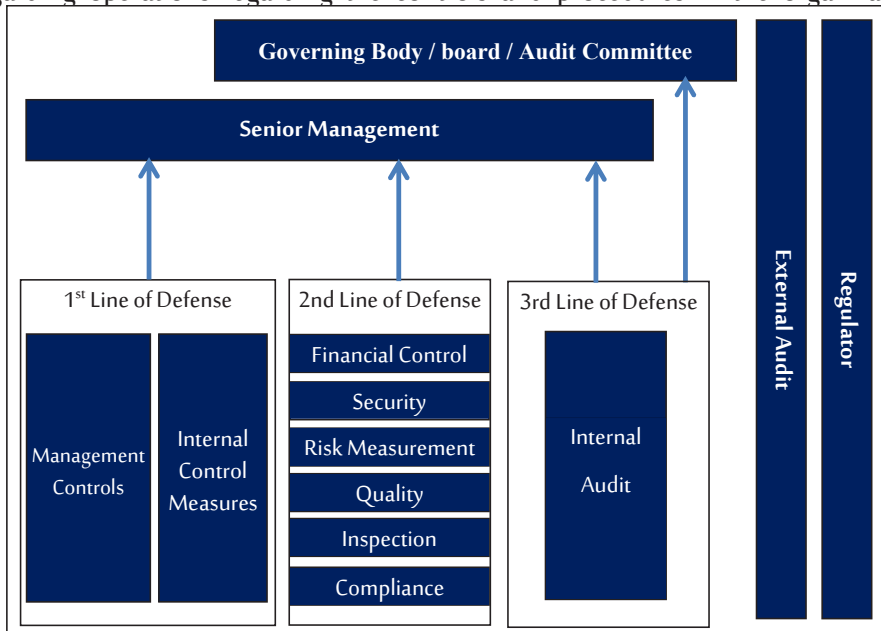 Governing Body / board / Audit Committee
Senior Management
1st Line of Defense
Management
Controls
Internal
Control
Measures
2nd Line of Defense
Financial Control
Security
Risk Measurement
Quality
Inspection
Compliance
3rd Line of Defense
Internal
Audit
External Audit
Regulator